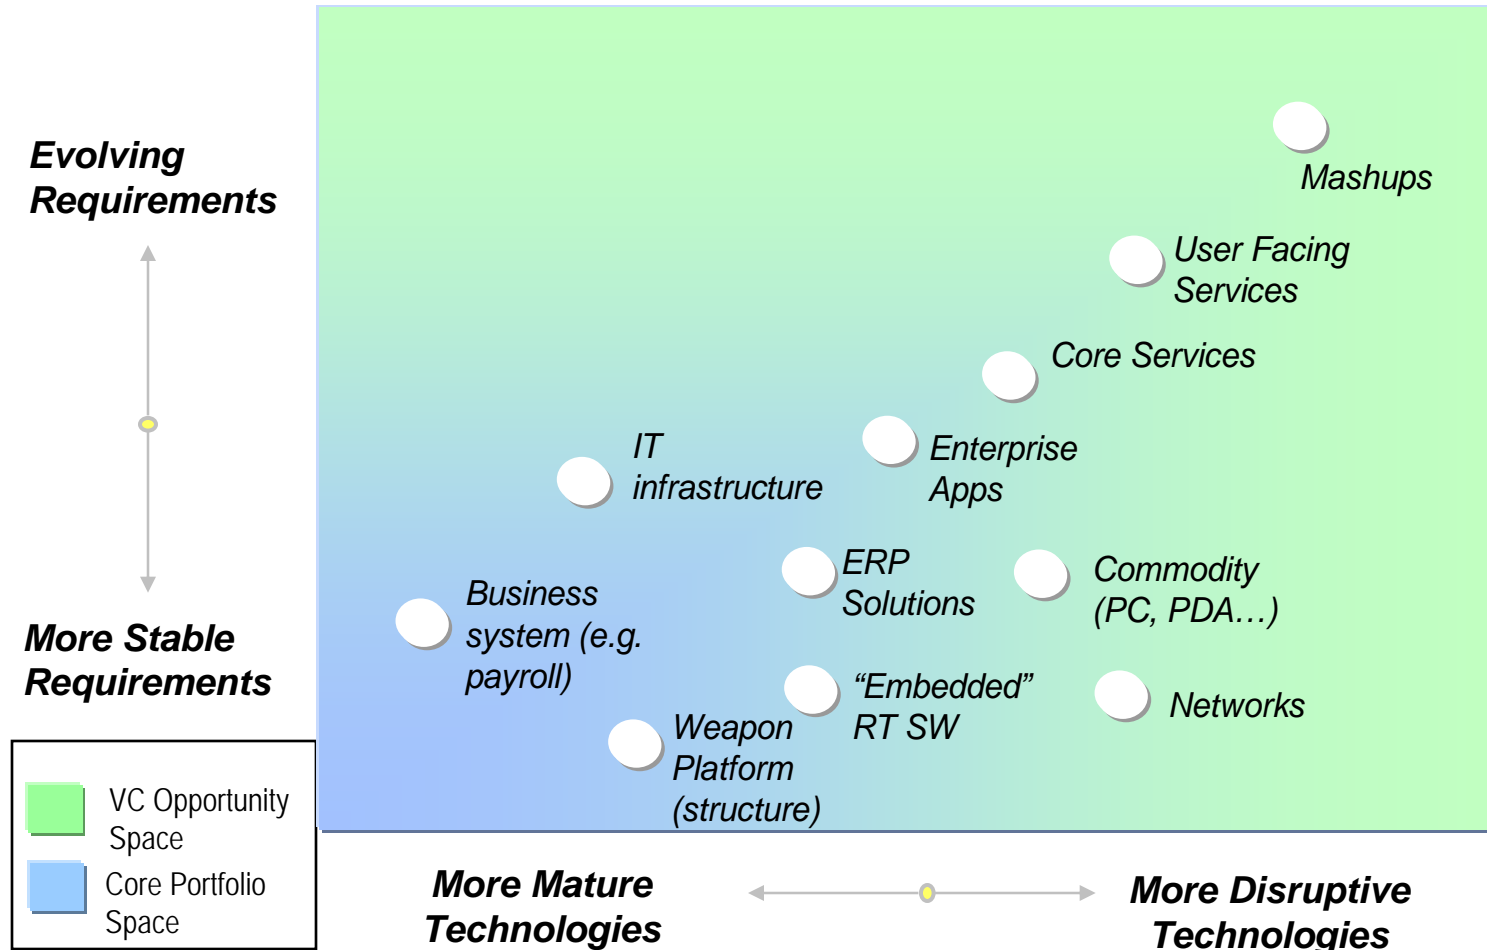 Evolving
Requirements
More Stable
Requirements
VC Opportunity
Space
Core Portfolio
Space
Mashups
User Facing
Services
Core Services
IT
infrastructure
Enterprise
Apps
ERP
Solutions
Commodity
(PC, PDA…)
Business
system (e.g.
payroll)
“Embedded”
RT SW
Networks
Weapon
Platform
(structure)
More Mature
Technologies
More Disruptive
Technologies